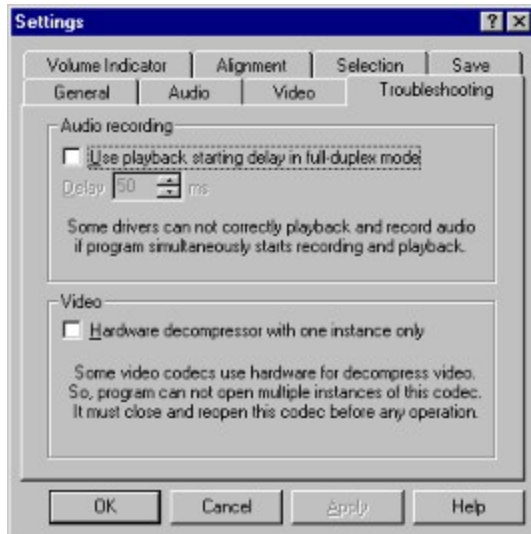 Settings
Volume Indicator Alignment Selection Save
General Audio Video Troubleshooting
Audio recording
Use playback starting delay in full-duplex mode
Delay 50 ms
Some drivers can not correctly playback and record audio
if program simultaneously starts recording and playback.
Video
Hardware decompressor with one instance only
Some video codecs use hardware for decompress video.
So, program can not open multiple instances of this codec.
It must close and reopen this codec before any operation.
OK Cancel Apply Help